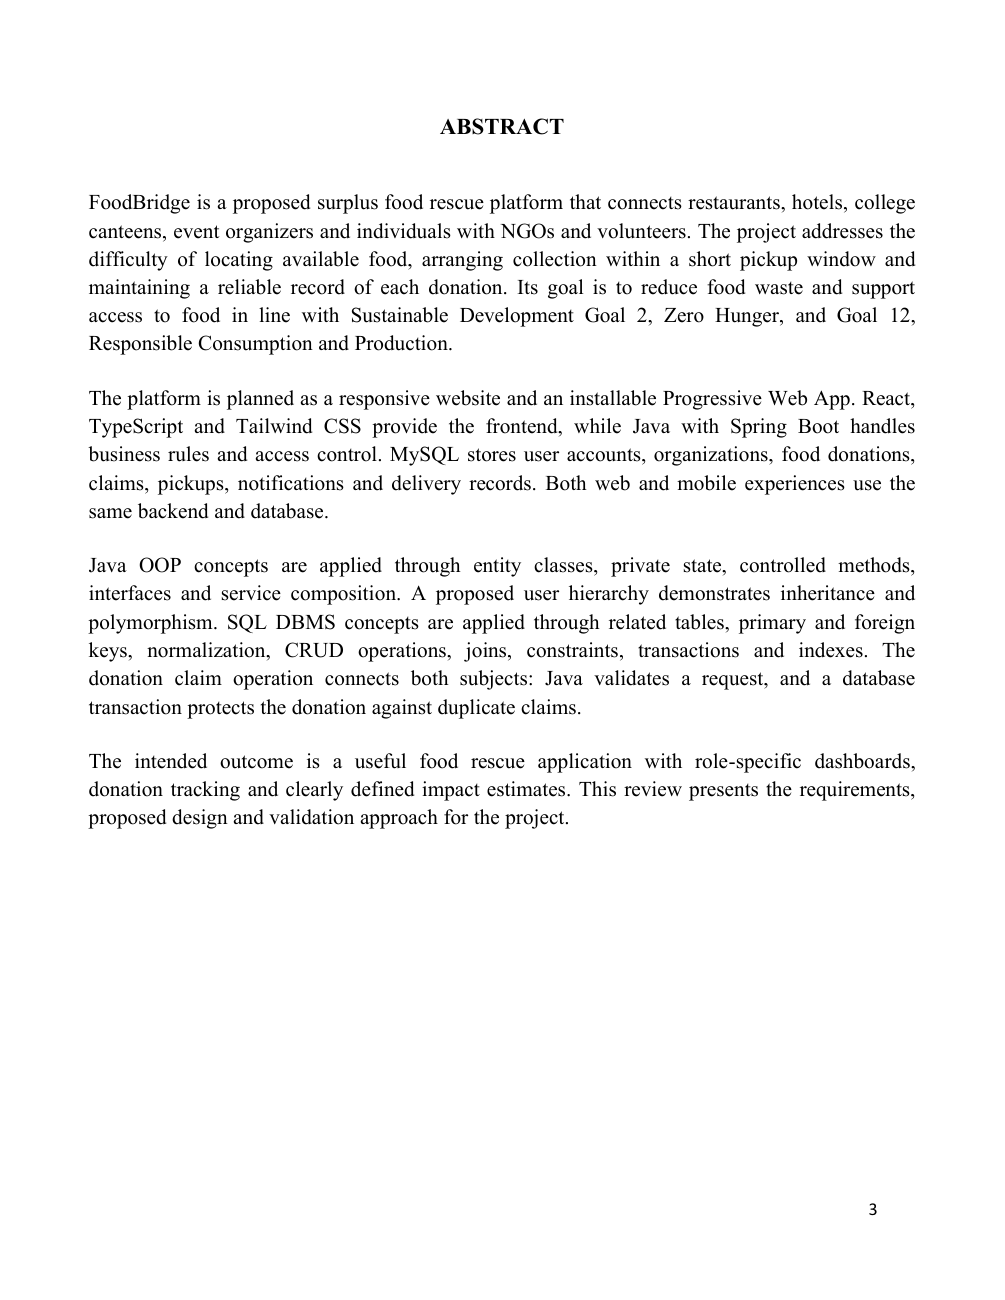 ABSTRACT
FoodBridge is a proposed surplus food rescue platform that connects restaurants, hotels, college
canteens, event organizers and individuals with NGOs and volunteers. The project addresses the
difficulty of locating available food, arranging collection within a short pickup window and
maintaining a reliable record of each donation. Its goal is to reduce food waste and support
access to food in line with Sustainable Development Goal 2, Zero Hunger, and Goal 12,
Responsible Consumption and Production.
The platform is planned as a responsive website and an installable Progressive Web App. React,
TypeScript and Tailwind CSS provide the frontend, while Java with Spring Boot handles
business rules and access control. MySQL stores user accounts, organizations, food donations,
claims, pickups, notifications and delivery records. Both web and mobile experiences use the
same backend and database.
Java OOP concepts are applied through entity classes, private state, controlled methods,
interfaces and service composition. A proposed user hierarchy demonstrates inheritance and
polymorphism. SQL DBMS concepts are applied through related tables, primary and foreign
keys, normalization, CRUD operations, joins, constraints, transactions and indexes. The
donation claim operation connects both subjects: Java validates a request, and a database
transaction protects the donation against duplicate claims.
The intended outcome is a useful food rescue application with role-specific dashboards,
donation tracking and clearly defined impact estimates. This review presents the requirements,
proposed design and validation approach for the project.
3